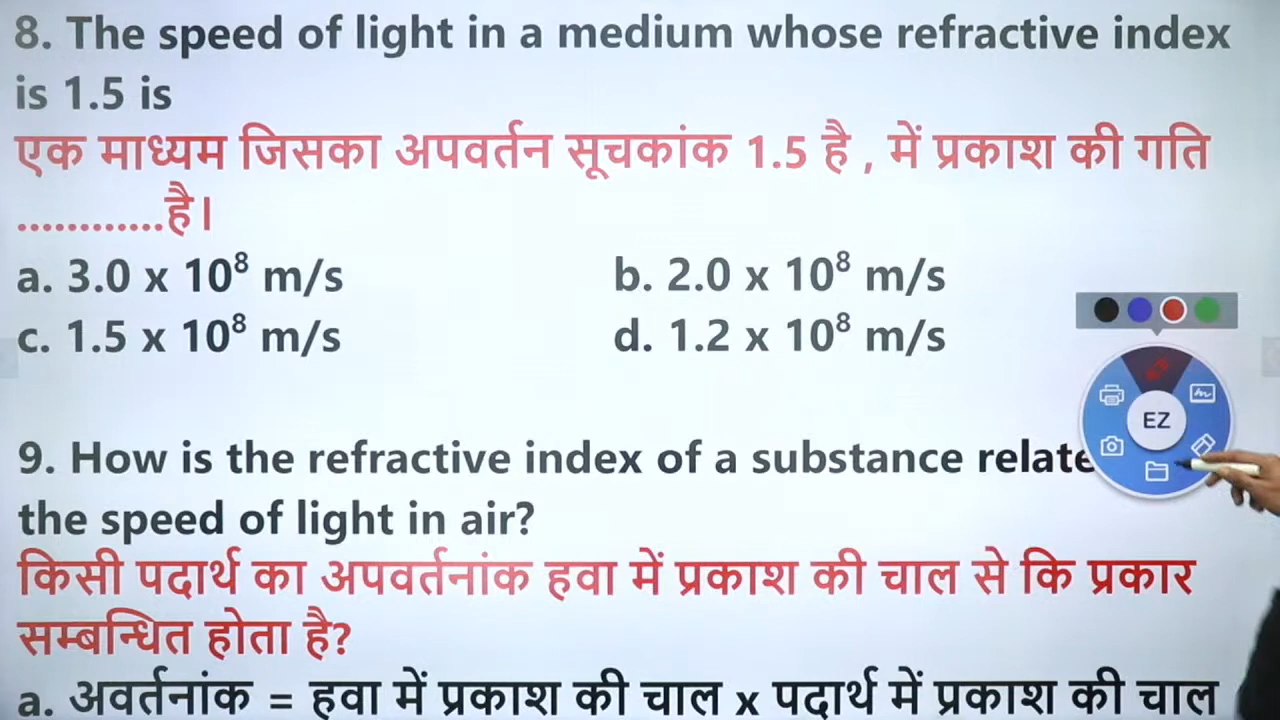 8. The speed of light in a medium whose refractive index
is 1.5 is
एक माध्यम जिसका अपवर्तन सूचकांक 1.5 है , में प्रकाश की गति
............है।
a. 3.0 x 10⁸ m/s b. 2.0 x 10⁸ m/s
c. 1.5 x 10⁸ m/s d. 1.2 x 10⁸ m/s
EZ
9. How is the refractive index of a substance relate
the speed of light in air?
किसी पदार्थ का अपवर्तनांक हवा में प्रकाश की चाल से कि प्रकार
सम्बन्धित होता है?
a. अवर्तनांक = हवा में प्रकाश की चाल x पदार्थ में प्रकाश की चाल